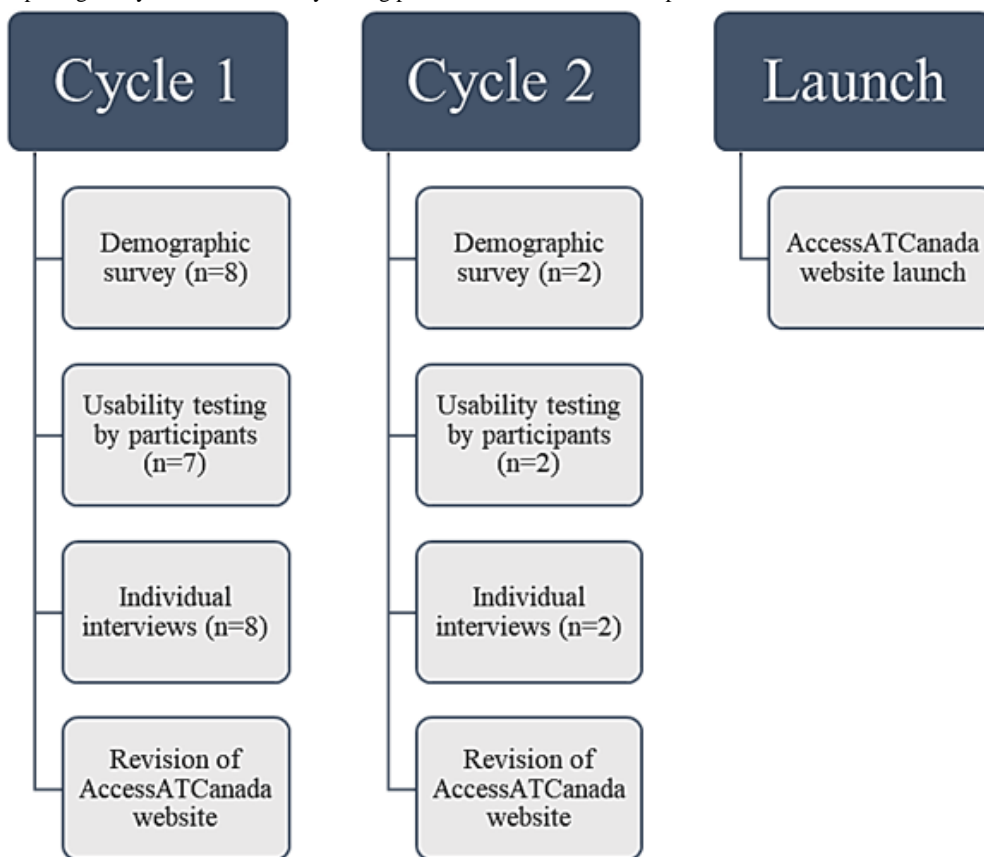 Cycle 1
Demographic
survey (n=8)
Usability testing
by participants
(n=7)
Individual
interviews (n=8)
Revision of
AccessATCanada
website
Cycle 2
Demographic
survey (n=2)
Usability testing
by participants
(n=2)
Individual
interviews (n=2)
Revision of
AccessATCanada
website
Launch
AccessATCanada
website launch